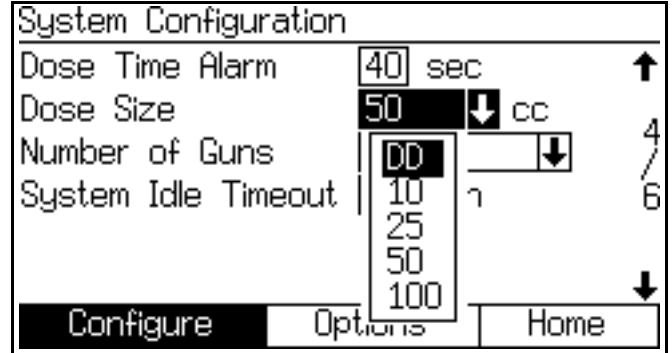 System Configuration
Dose Time Alarm 40 sec
Dose Size 50 cc
Number of Guns
System Idle Timeout
DD
10
25
50
100
4/6
Configure Options Home